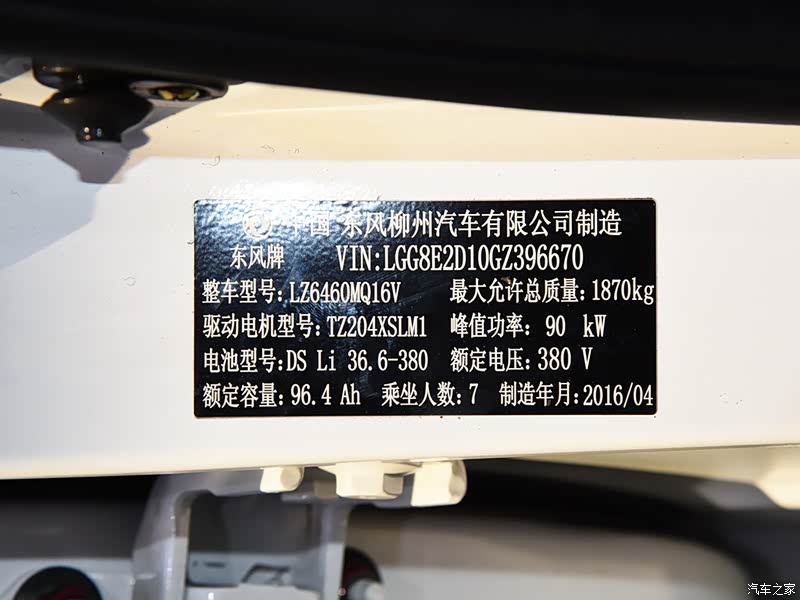 中国 东风柳州汽车有限公司制造
东风牌 VIN:LGG8E2D10GZ396670
整车型号:LZ6460MQ16V 最大允许总质量:1870kg
驱动电机型号:TZ204XSLM1 峰值功率: 90 kW
电池型号:DS Li 36.6-380 额定电压:380 V
额定容量:96.4 Ah 乘坐人数:7 制造年月:2016/04
汽车之家